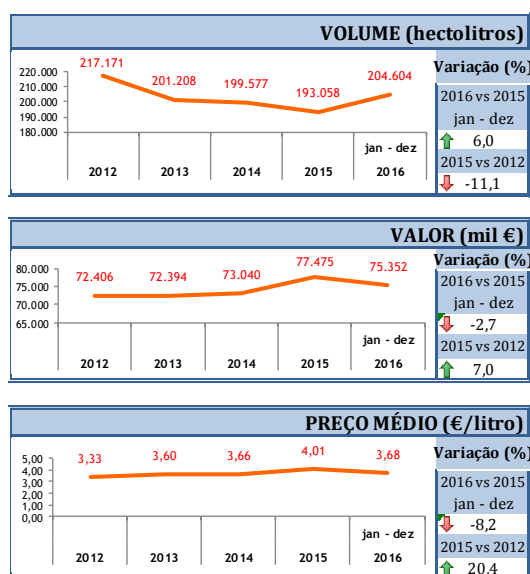 VOLUME (hectolitros)
217.171 201.208 199.577 193.058 204.604
220.000
210.000
200.000
190.000
180.000
jan - dez
2012 2013 2014 2015 2016
Variação (%)
2016 vs 2015
jan - dez
6,0
2015 vs 2012
-11,1
VALOR (mil €)
72.406 72.394 73.040 77.475 75.352
80.000
75.000
70.000
65.000
jan - dez
2012 2013 2014 2015 2016
Variação (%)
2016 vs 2015
jan - dez
-2,7
2015 vs 2012
7,0
PREÇO MÉDIO (€/litro)
3,33 3,60 3,66 4,01 3,68
5,00
4,00
3,00
2,00
1,00
0,00
jan - dez
2012 2013 2014 2015 2016
Variação (%)
2016 vs 2015
jan - dez
-8,2
2015 vs 2012
20,4